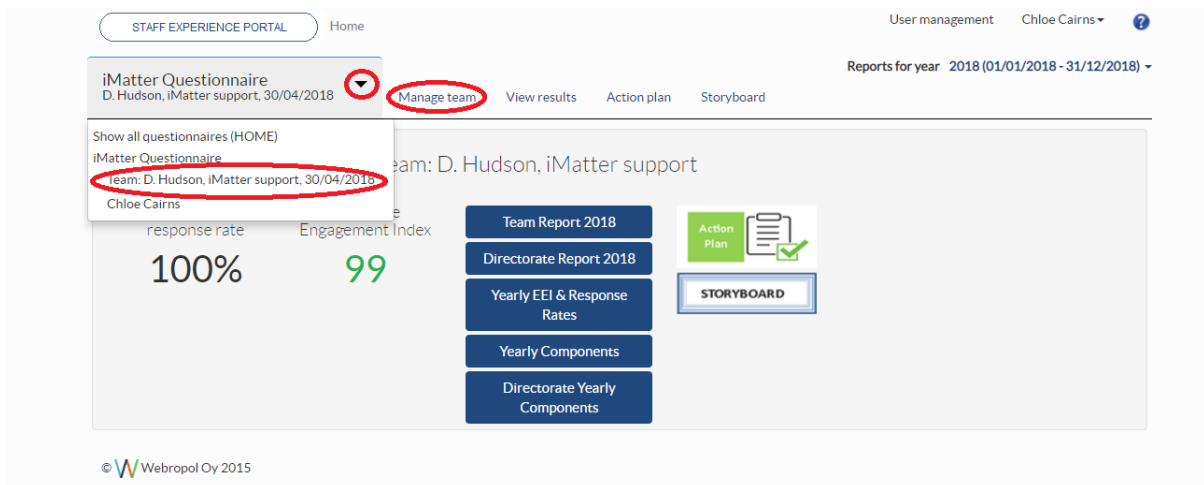 STAFF EXPERIENCE PORTAL Home User management Chloe Cairns
iMatter Questionnaire
D. Hudson, iMatter support, 30/04/2018
Manage team View results Action plan Storyboard
Reports for year 2018 (01/01/2018 - 31/12/2018)
Show all questionnaires (HOME)
iMatter Questionnaire
Team: D. Hudson, iMatter support, 30/04/2018
Chloe Cairns
eam: D. Hudson, iMatter support
response rate
100%
Engagement Index
99
Team Report 2018
Directorate Report 2018
Yearly EEI & Response
Rates
Yearly Components
Directorate Yearly
Components
Action
Plan
STORYBOARD
© Webropol Oy 2015